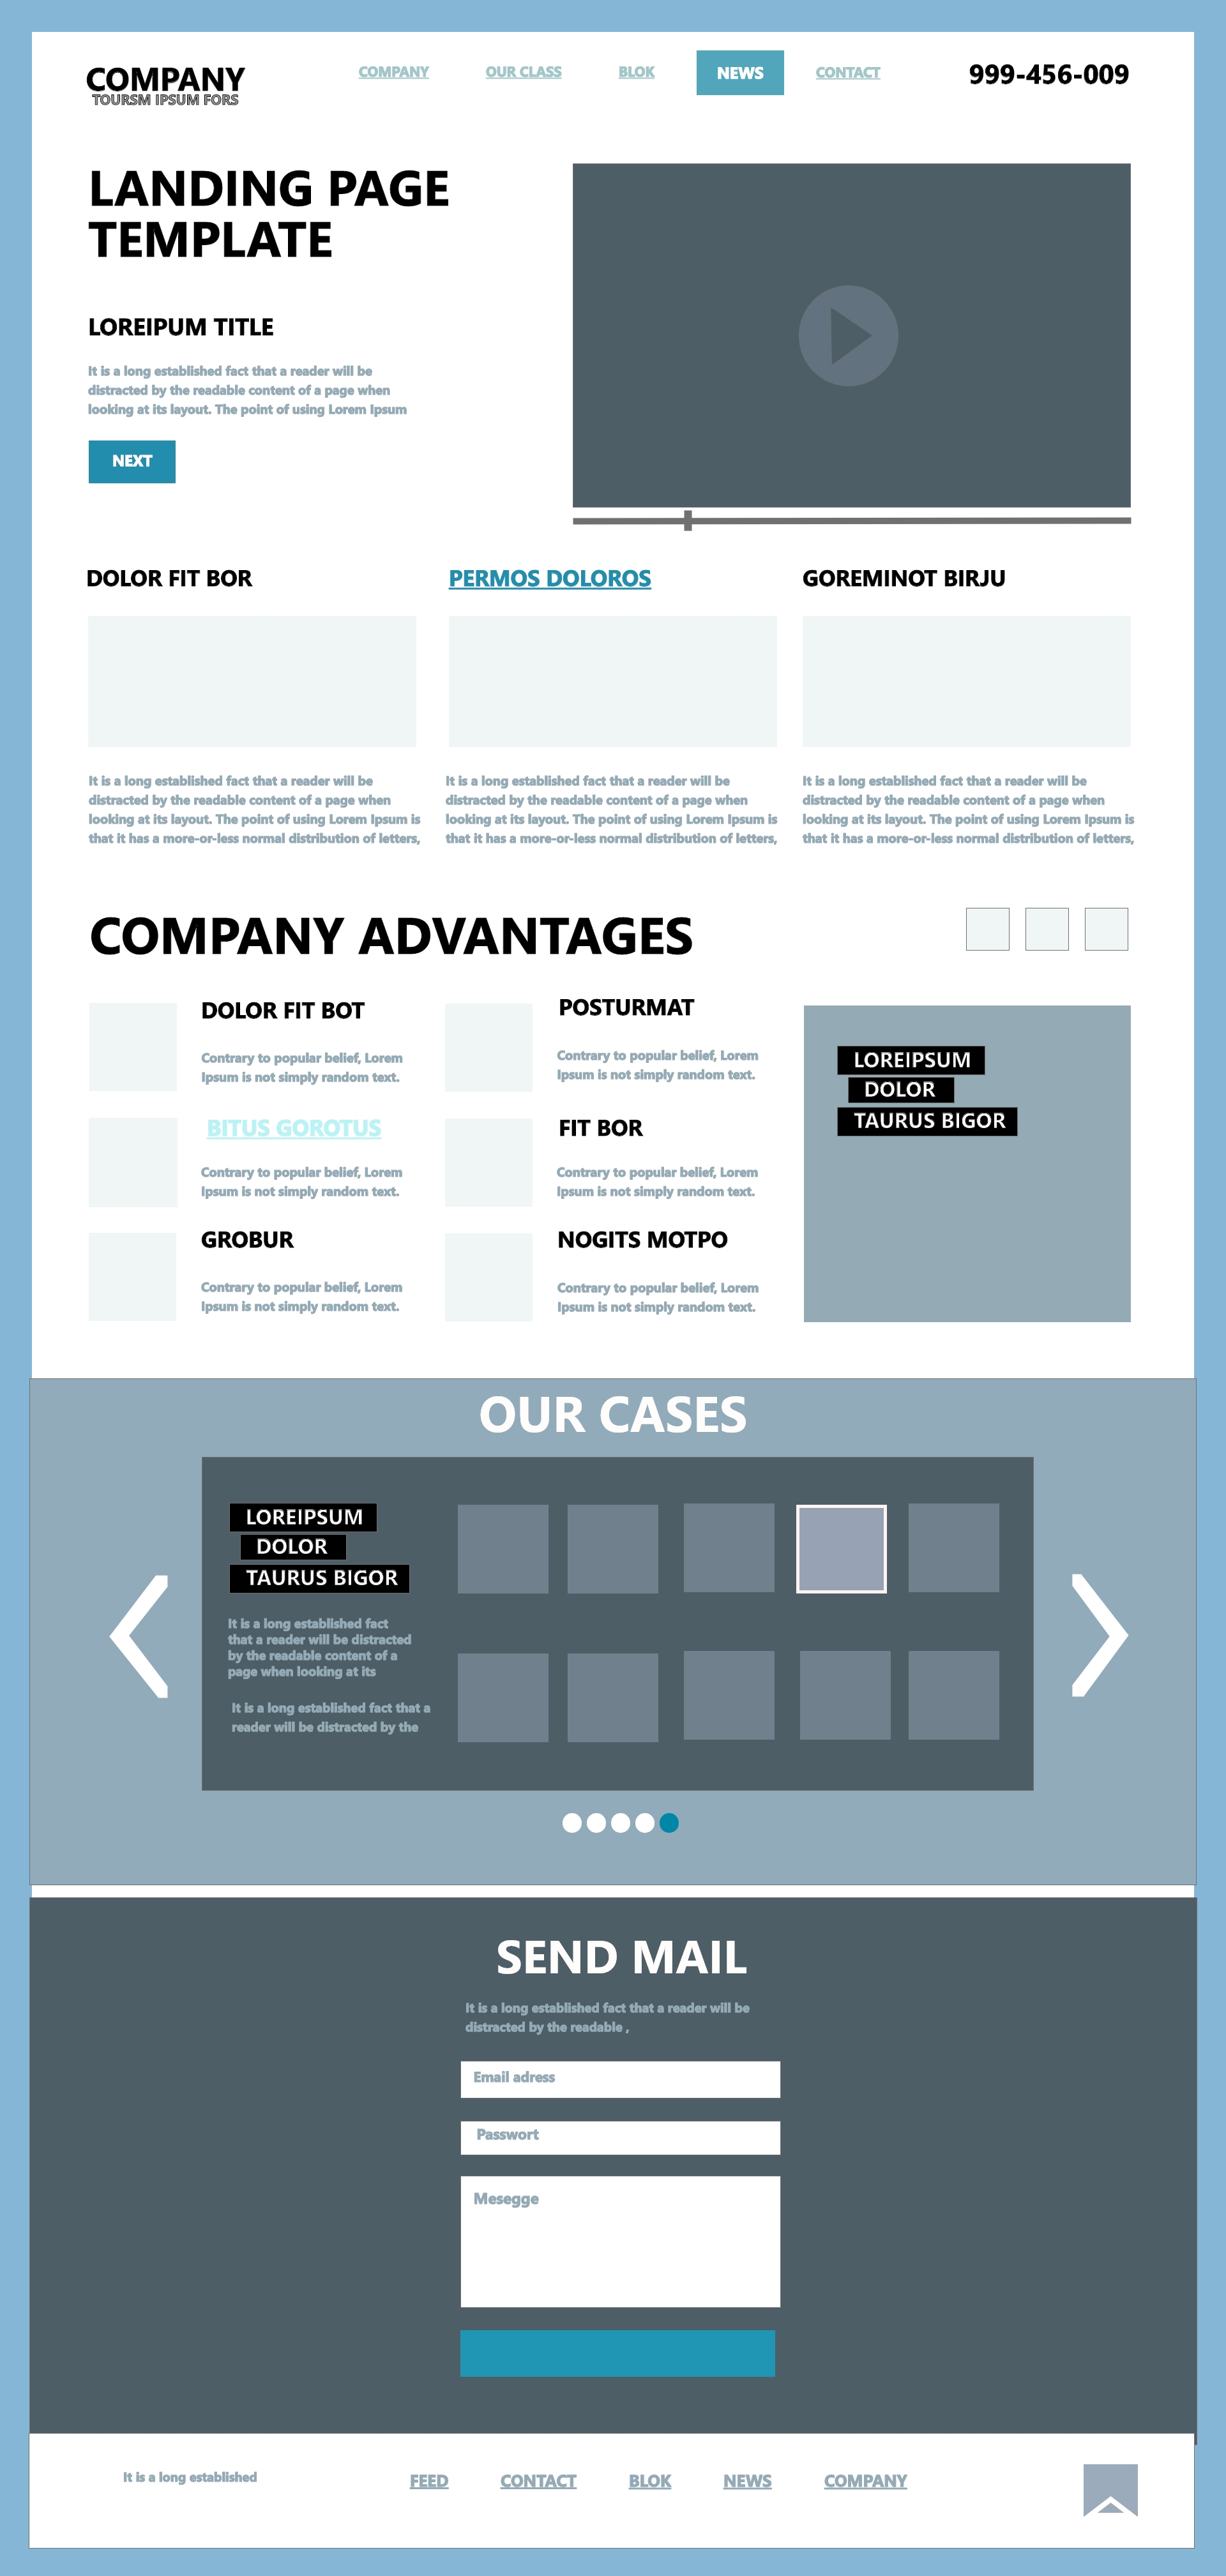 COMPANY
TOURSM IPSUM FORS
COMPANY
OUR CLASS
BLOK
NEWS
CONTACT
999-456-009
LANDING PAGE
TEMPLATE
LOREIPUM TITLE
It is a long established fact that a reader will be
distracted by the readable content of a page when
looking at its layout. The point of using Lorem Ipsum
NEXT
DOLOR FIT BOR
It is a long established fact that a reader will be
distracted by the readable content of a page when
looking at its layout. The point of using Lorem Ipsum is
that it has a more-or-less normal distribution of letters,
PERMOS DOLOROS
It is a long established fact that a reader will be
distracted by the readable content of a page when
looking at its layout. The point of using Lorem Ipsum is
that it has a more-or-less normal distribution of letters,
GOREMINOT BIRJU
It is a long established fact that a reader will be
distracted by the readable content of a page when
looking at its layout. The point of using Lorem Ipsum is
that it has a more-or-less normal distribution of letters,
COMPANY ADVANTAGES
DOLOR FIT BOT
Contrary to popular belief, Lorem
Ipsum is not simply random text.
BITUS GOROTUS
Contrary to popular belief, Lorem
Ipsum is not simply random text.
GROBUR
Contrary to popular belief, Lorem
Ipsum is not simply random text.
POSTURMAT
Contrary to popular belief, Lorem
Ipsum is not simply random text.
FIT BOR
Contrary to popular belief, Lorem
Ipsum is not simply random text.
NOGITS MOTPO
Contrary to popular belief, Lorem
Ipsum is not simply random text.
LOREIPSUM
DOLOR
TAURUS BIGOR
OUR CASES
LOREIPSUM
DOLOR
TAURUS BIGOR
It is a long established fact
that a reader will be distracted
by the readable content of a
page when looking at its
It is a long established fact that a
reader will be distracted by the
SEND MAIL
It is a long established fact that a reader will be
distracted by the readable ,
Email adress
Passwort
Mesegge
It is a long established
FEED
CONTACT
BLOK
NEWS
COMPANY